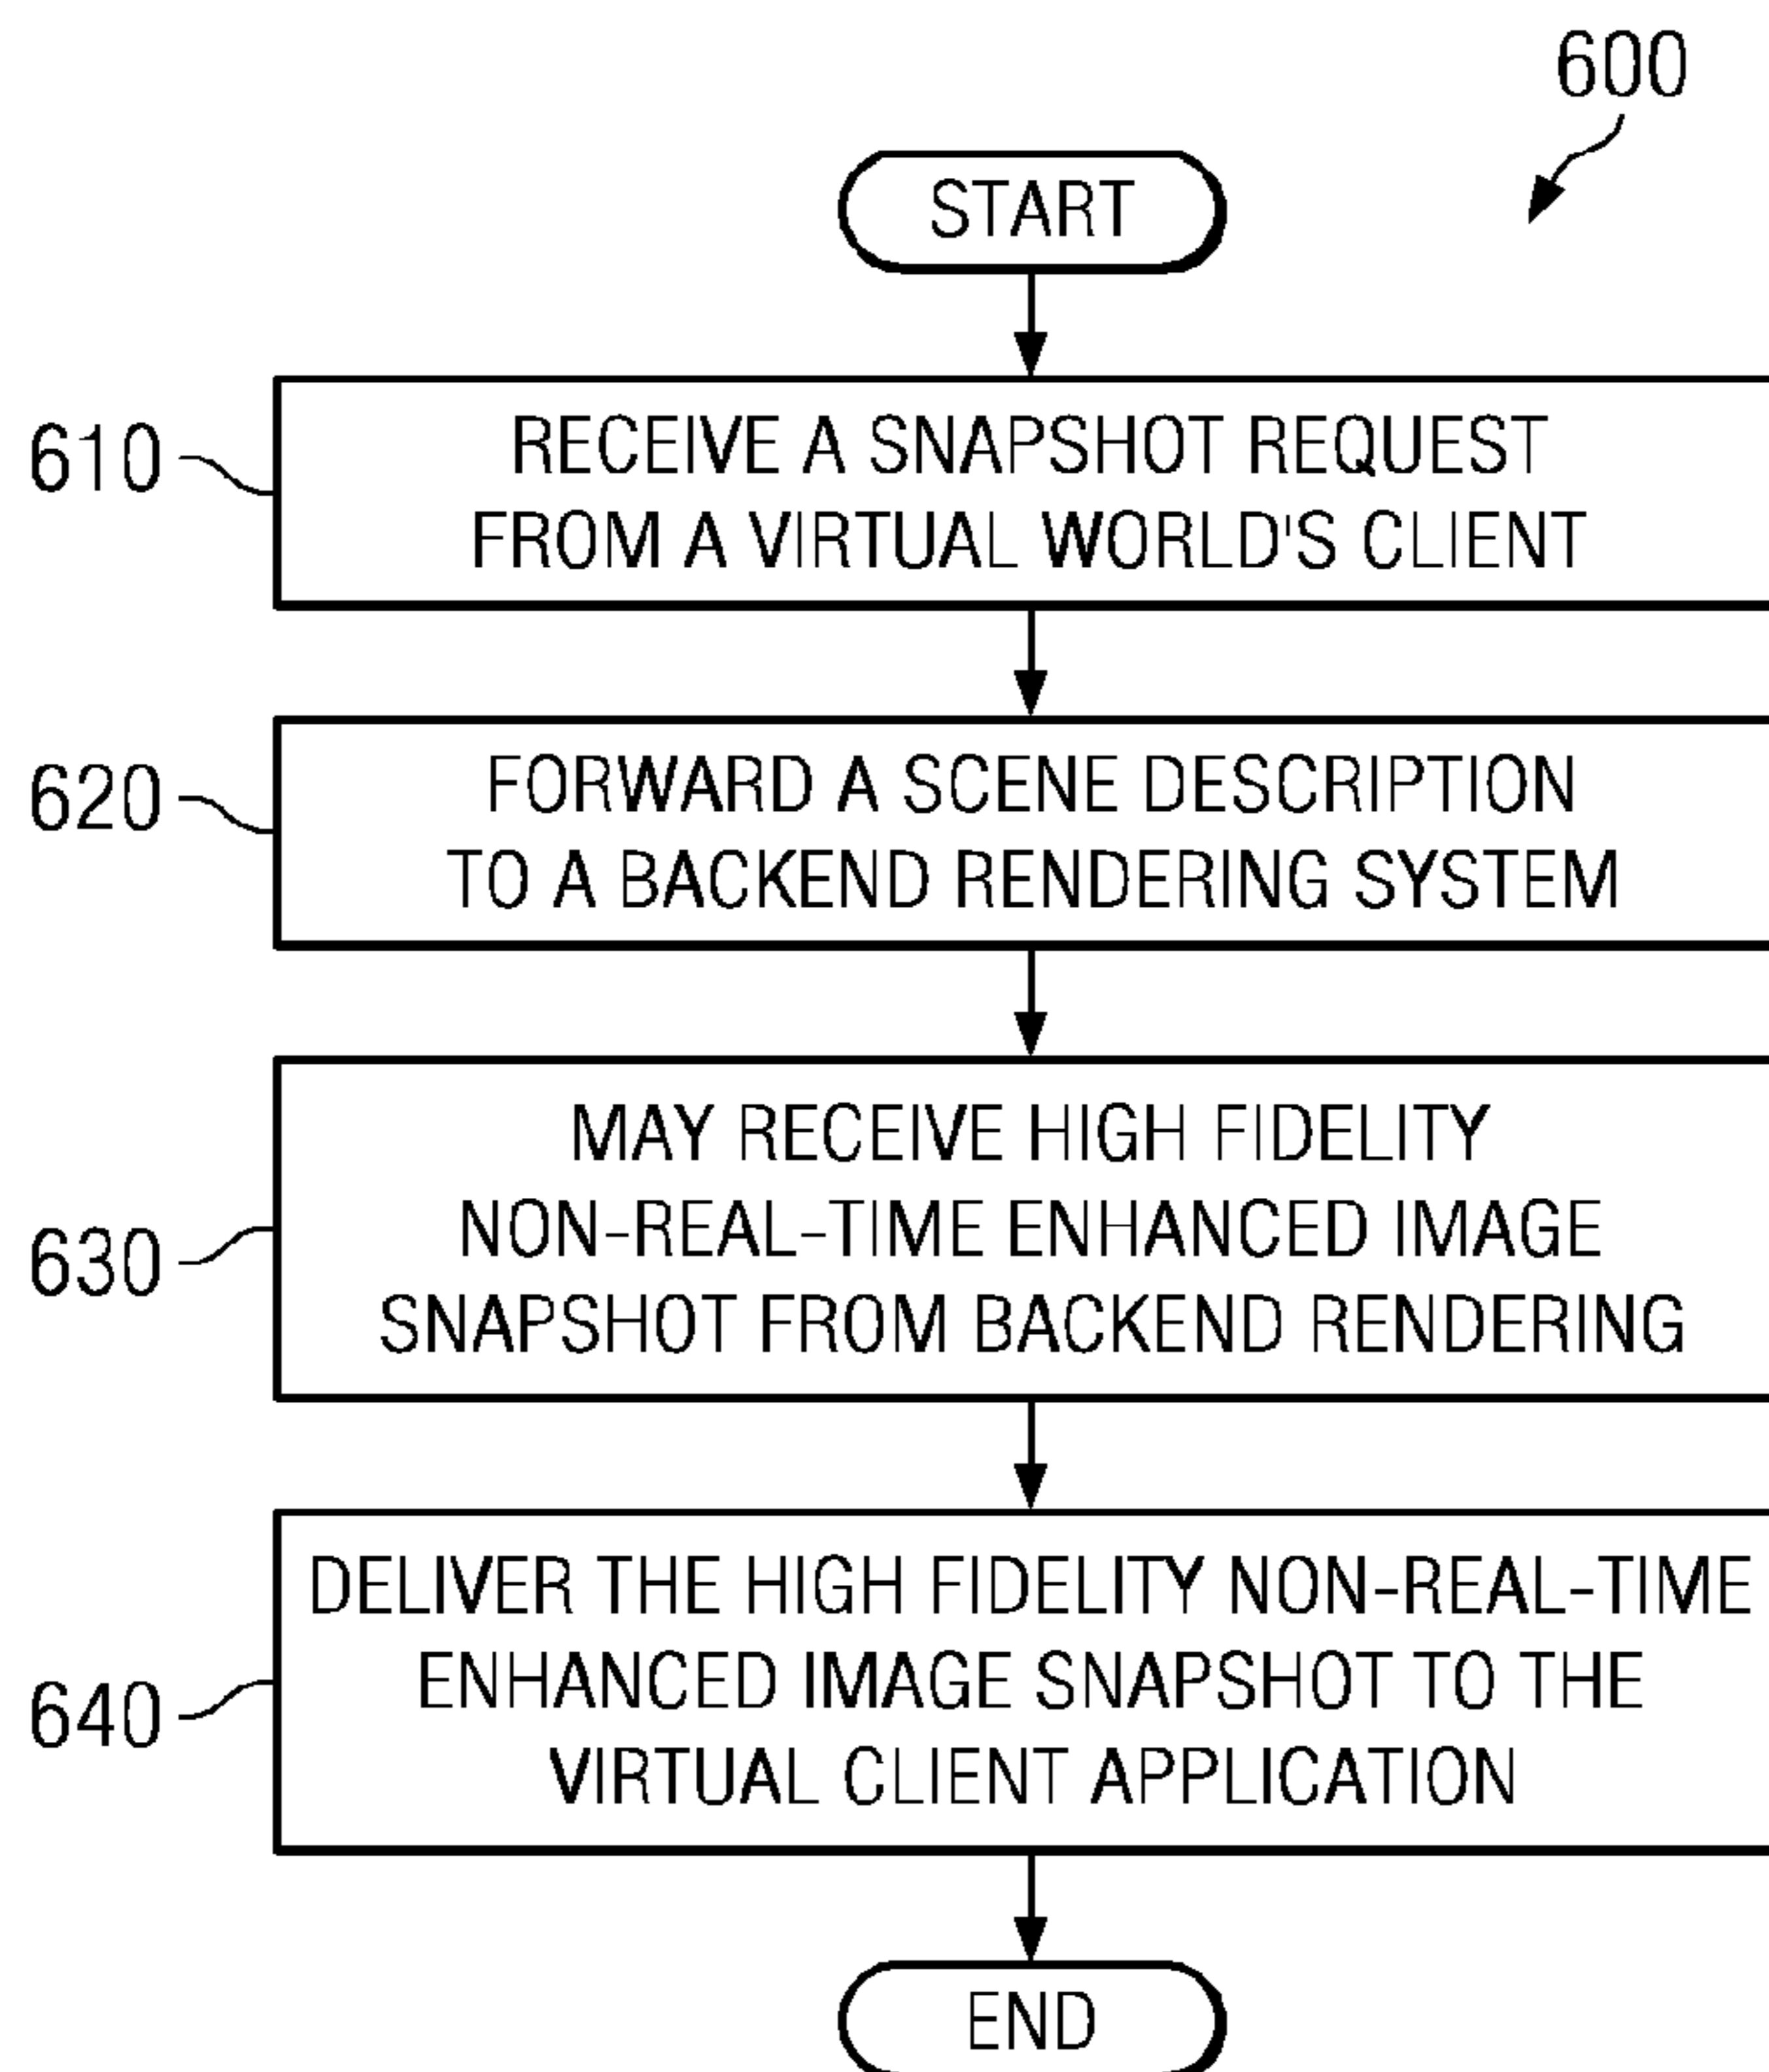 600
START
610
RECEIVE A SNAPSHOT REQUEST
FROM A VIRTUAL WORLD'S CLIENT
620
FORWARD A SCENE DESCRIPTION
TO A BACKEND RENDERING SYSTEM
630
MAY RECEIVE HIGH FIDELITY
NON-REAL-TIME ENHANCED IMAGE
SNAPSHOT FROM BACKEND RENDERING
640
DELIVER THE HIGH FIDELITY NON-REAL-TIME
ENHANCED IMAGE SNAPSHOT TO THE
VIRTUAL CLIENT APPLICATION
END